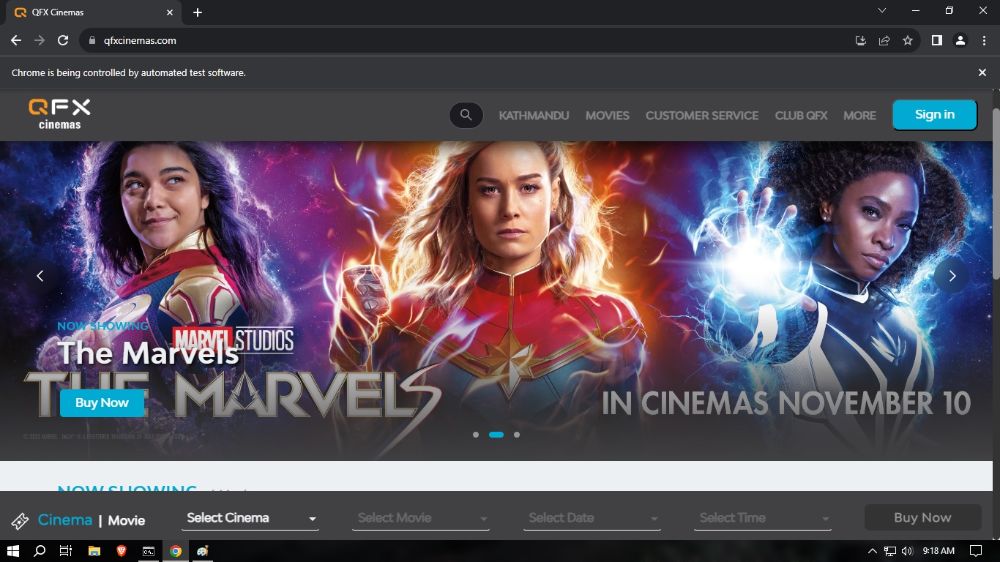 QFX Cinemas
qfxcinemas.com
Chrome is being controlled by automated test software.
QFX
cinemas
KATHMANDU MOVIES CUSTOMER SERVICE CLUB QFX MORE Sign in
NOW SHOWING
MARVEL STUDIOS
The Marvels
THE MARVELS
IN CINEMAS NOVEMBER 10
Buy Now
NOW SHOWING
Cinema | Movie Select Cinema Select Movie Select Date Select Time Buy Now
9:18 AM